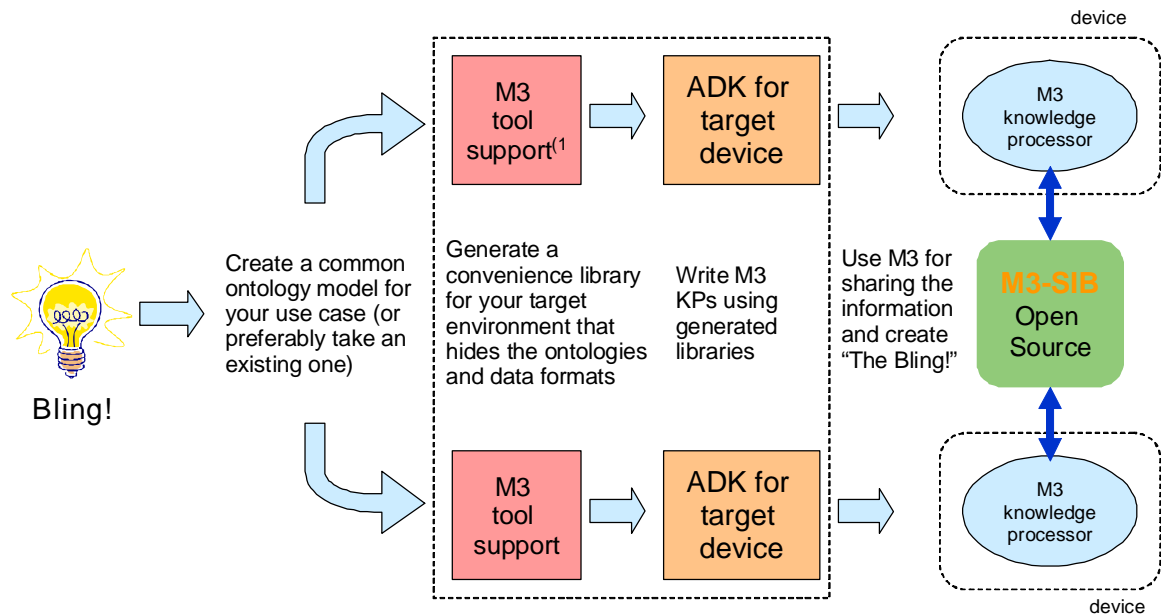 device
M3
tool
support(1
ADK for
target
device
M3
knowledge
processor
Bling!
Create a common
ontology model for
your use case (or
preferably take an
existing one)
Generate a
convenience library
for your target
environment that
hides the ontologies
and data formats
Write M3
KPs using
generated
libraries
Use M3 for
sharing the
information
and create
“The Bling!”
M3-SIB
Open
Source
M3
tool
support
ADK for
target
device
M3
knowledge
processor
device